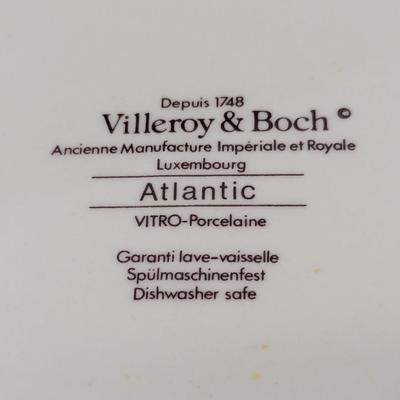 Depuis 1748
Villeroy & Boch ©
Ancienne Manufacture Impériale et Royale
Luxembourg
Atlantic
VITRO-Porcelaine
Garanti lave-vaisselle
Spülmaschinenfest
Dishwasher safe